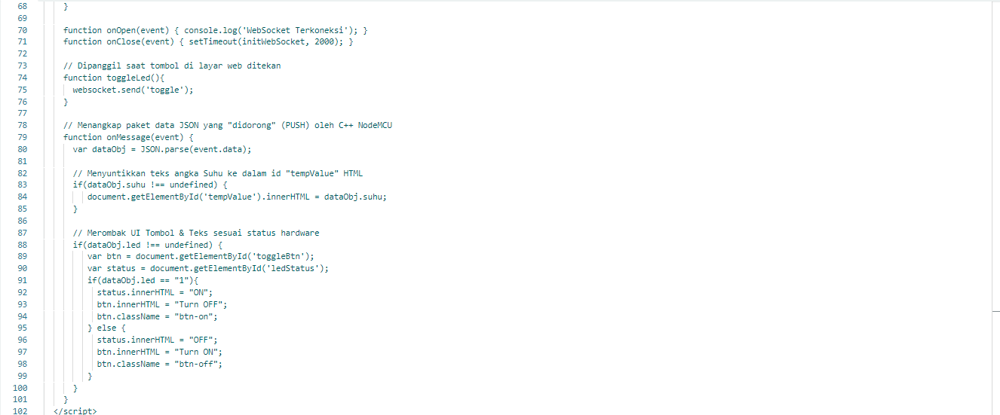 68 }
69
70 function onOpen(event) { console.log('WebSocket Terkoneksi'); }
71 function onClose(event) { setTimeout(initWebSocket, 2000); }
72
73 // Dipanggil saat tombol di layar web ditekan
74 function toggleLed(){
75 websocket.send('toggle');
76 }
77
78 // Menangkap paket data JSON yang "didorong" (PUSH) oleh C++ NodeMCU
79 function onMessage(event) {
80 var dataObj = JSON.parse(event.data);
81
82 // Menyuntikkan teks angka Suhu ke dalam id "tempValue" HTML
83 if(dataObj.suhu !== undefined) {
84 document.getElementById('tempValue').innerHTML = dataObj.suhu;
85 }
86
87 // Merombak UI Tombol & Teks sesuai status hardware
88 if(dataObj.led !== undefined) {
89 var btn = document.getElementById('toggleBtn');
90 var status = document.getElementById('ledStatus');
91 if(dataObj.led == "1"){
92 status.innerHTML = "ON";
93 btn.innerHTML = "Turn OFF";
94 btn.className = "btn-on";
95 } else {
96 status.innerHTML = "OFF";
97 btn.innerHTML = "Turn ON";
98 btn.className = "btn-off";
99 }
100 }
101 }
102 </script>